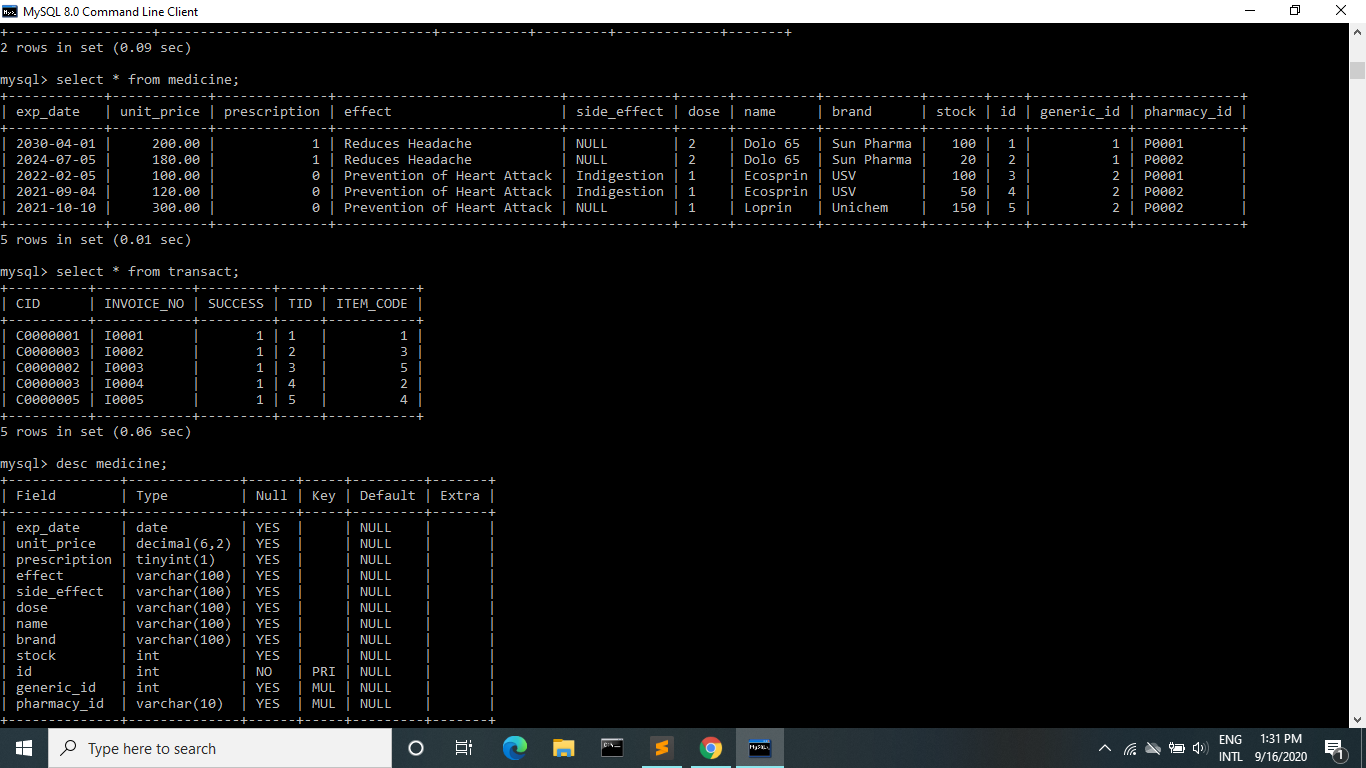 MySQL 8.0 Command Line Client
+------------------+----------------------------------+-----------+---------+-------------+-------+
2 rows in set (0.09 sec)
mysql> select * from medicine;
+------------+------------+--------------+----------------------------+-------------+------+----------+------------+-------+----+------------+-------------+
| exp_date   | unit_price | prescription | effect                     | side_effect | dose | name     | brand      | stock | id | generic_id | pharmacy_id |
+------------+------------+--------------+----------------------------+-------------+------+----------+------------+-------+----+------------+-------------+
| 2030-04-01 |     200.00 |            1 | Reduces Headache           | NULL        | 2    | Dolo 65  | Sun Pharma |   100 |  1 |          1 | P0001       |
| 2024-07-05 |     180.00 |            1 | Reduces Headache           | NULL        | 2    | Dolo 65  | Sun Pharma |    20 |  2 |          1 | P0002       |
| 2022-02-05 |     100.00 |            0 | Prevention of Heart Attack | Indigestion | 1    | Ecosprin | USV        |   100 |  3 |          2 | P0001       |
| 2021-09-04 |     120.00 |            0 | Prevention of Heart Attack | Indigestion | 1    | Ecosprin | USV        |    50 |  4 |          2 | P0002       |
| 2021-10-10 |     300.00 |            0 | Prevention of Heart Attack | NULL        | 1    | Loprin   | Unichem    |   150 |  5 |          2 | P0002       |
+------------+------------+--------------+----------------------------+-------------+------+----------+------------+-------+----+------------+-------------+
5 rows in set (0.01 sec)
mysql> select * from transact;
+----------+------------+---------+-----+-----------+
| CID      | INVOICE_NO | SUCCESS | TID | ITEM_CODE |
+----------+------------+---------+-----+-----------+
| C0000001 | I0001      |       1 | 1   |         1 |
| C0000003 | I0002      |       1 | 2   |         3 |
| C0000002 | I0003      |       1 | 3   |         5 |
| C0000003 | I0004      |       1 | 4   |         2 |
| C0000005 | I0005      |       1 | 5   |         4 |
+----------+------------+---------+-----+-----------+
5 rows in set (0.06 sec)
mysql> desc medicine;
+--------------+--------------+------+-----+---------+-------+
| Field        | Type         | Null | Key | Default | Extra |
+--------------+--------------+------+-----+---------+-------+
| exp_date     | date         | YES  |     | NULL    |       |
| unit_price   | decimal(6,2) | YES  |     | NULL    |       |
| prescription | tinyint(1)   | YES  |     | NULL    |       |
| effect       | varchar(100) | YES  |     | NULL    |       |
| side_effect  | varchar(100) | YES  |     | NULL    |       |
| dose         | varchar(100) | YES  |     | NULL    |       |
| name         | varchar(100) | YES  |     | NULL    |       |
| brand        | varchar(100) | YES  |     | NULL    |       |
| stock        | int          | YES  |     | NULL    |       |
| id           | int          | NO   | PRI | NULL    |       |
| generic_id   | int          | YES  | MUL | NULL    |       |
| pharmacy_id  | varchar(10)  | YES  | MUL | NULL    |       |
+--------------+--------------+------+-----+---------+-------+
Type here to search
ENG
INTL
1:31 PM
9/16/2020
1